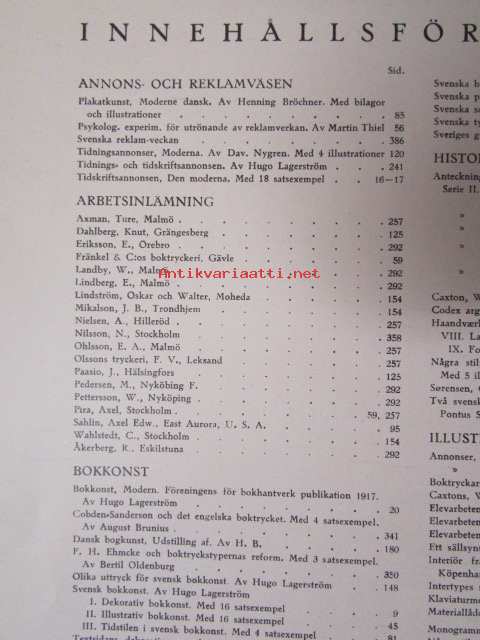 INNEHÅLLSFÖR
Sid.
ANNONS- OCH REKLAMVÄSEN
Plakatkunst, Moderne dansk. Av Henning Bröchner. Med bilagor
och illustrationer . . . . . . 85
Psykolog. experim. för utrönande av reklamverkan. Av Martin Thiel 56
Svenska reklam-veckan . . . . . . 386
Tidningsannonser, Moderna. Av Dav. Nygren. Med 4 illustrationer 120
Tidnings- och tidskriftsannonsen. Av Hugo Lagerström . . . 241
Tidskriftsannonsen, Den moderna. Med 18 satsexempel . . 16—17
ARBETSINLÄMNING
Axman, Ture, Malmö . . . . . . 257
Dahlberg, Knut, Grängesberg . . . . . . 125
Eriksson, E., Örebro . . . . . . 292
Fränkel & C:os boktryckeri, Gävle . . . . . . 59
Landby, W., Malmö . . . . . . 292
Lindberg, E., Malmö . . . . . . 292
Lindström, Oskar och Walter, Moheda . . . . . . 154
Mikalson, J. B., Trondhjem . . . . . . 154
Nielsen, A., Hilleröd . . . . . . 257
Nilsson, N., Stockholm . . . . . . 358
Ohlsson, E. A., Malmö . . . . . . 257
Olssons tryckeri, F. V., Leksand . . . . . . 257
Paasio, J., Hälsingfors . . . . . . 125
Pedersen, M., Nyköbing F. . . . . . . 292
Pettersson, W., Nyköping . . . . . . 292
Pira, Axel, Stockholm . . . . . . 59, 257
Sahlin, Axel Edw., East Aurora, U. S. A. . . . . . 95
Wahlstedt, C., Stockholm . . . . . . 154
Åkerberg, R., Eskilstuna . . . . . . 292
BOKKONST
Bokkonst, Modern. Föreningens för bokhantverk publikation 1917.
Av Hugo Lagerström . . . . . . 20
Cobden-Sanderson och det engelska boktrycket. Med 4 satsexempel.
Av August Brunius . . . . . . 341
Dansk bogkunst, Udstilling af. Av H. B. . . . . . 180
F. H. Ehmcke och boktryckstypernas reform. Med 3 satsexempel.
Av Bertil Oldenburg . . . . . . 350
Olika uttryck för svensk bokkonst. Av Hugo Lagerström . . 148
Svensk bokkonst. Av Hugo Lagerström
I. Dekorativ bokkonst. Med 16 satsexempel . . . 9
II. Illustrativ bokkonst. Med 16 satsexempel . . . 45
III. Tidstilen i svensk bokkonst. Med 4 satsexempel . . 81
Svenska b
Svenska p
Svenska s
Svenska ty
Sveriges g
HISTOR
Anteckning
Serie II.
»
»
»
»
Caxton, W
Codex arg
Haandværk
VIII. La
IX. Fo
Några stil
Med 5 il
Sørensen, C
Två svensk
Pontus S
ILLUST
Annonser,
»
Boktryckar
Caxtons, W
Elevarbeten
Elevarbeten
Ett sällsynt
Interiör f
Köpenhar
Intertypes s
Klaviaturma
Materiallåd
Monogramm
Antikvariaatti.net